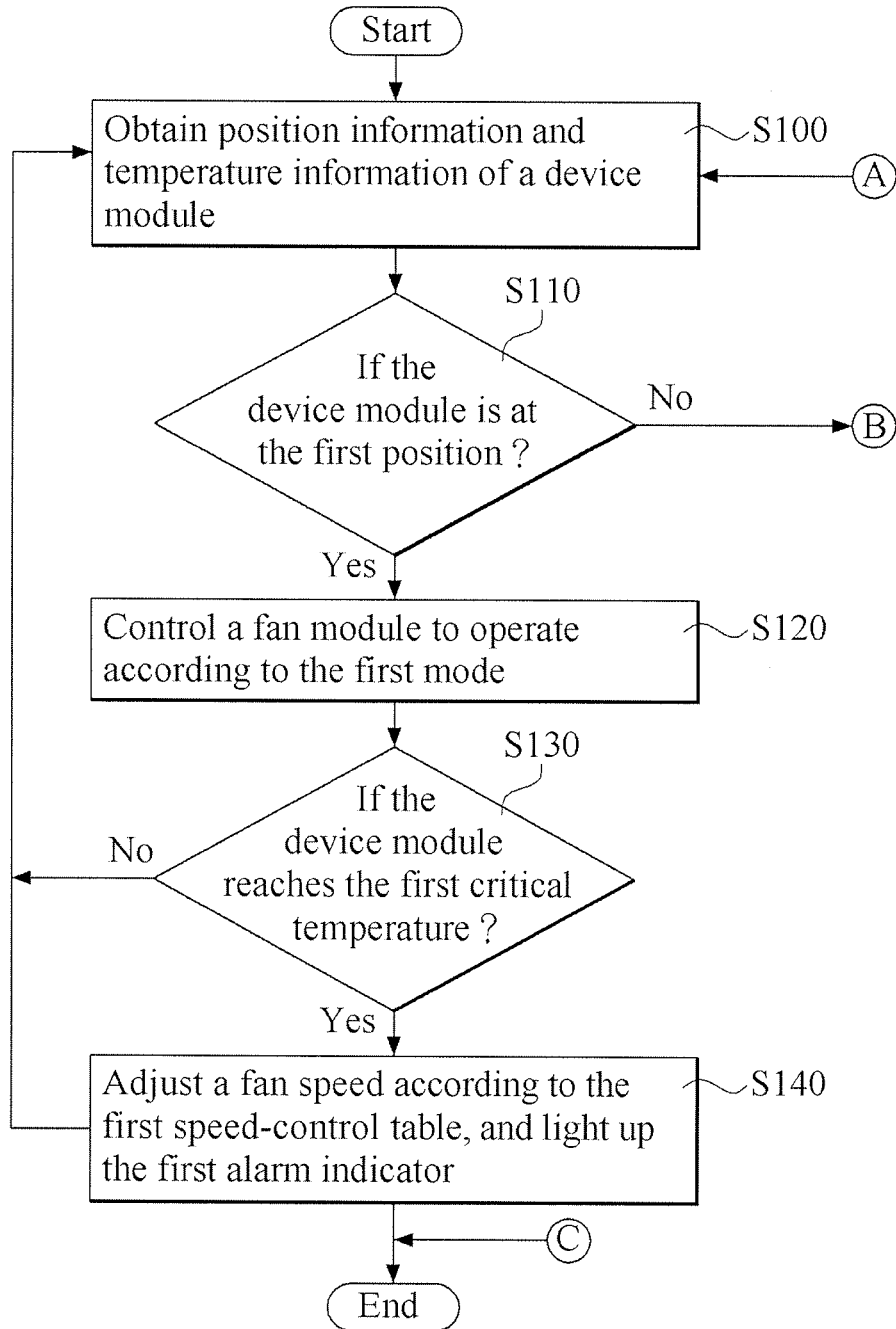 Start
Obtain position information and
temperature information of a device
module
S100
A
S110
If the
device module is at
the first position ?
No
B
Yes
Control a fan module to operate
according to the first mode
S120
S130
If the
device module
reaches the first critical
temperature ?
No
Yes
Adjust a fan speed according to the
first speed-control table, and light up
the first alarm indicator
S140
C
End